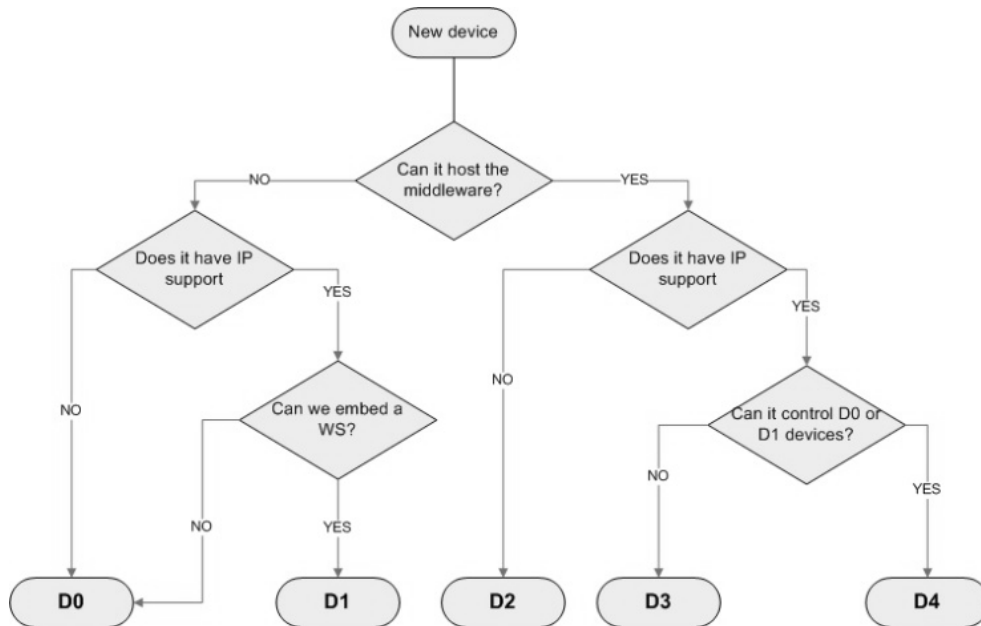 New device
Can it host the
middleware?
NO
YES
Does it have IP
support
Does it have IP
support
YES
YES
NO
NO
Can we embed a
WS?
Can it control D0 or
D1 devices?
NO
YES
NO
YES
D0
D1
D2
D3
D4